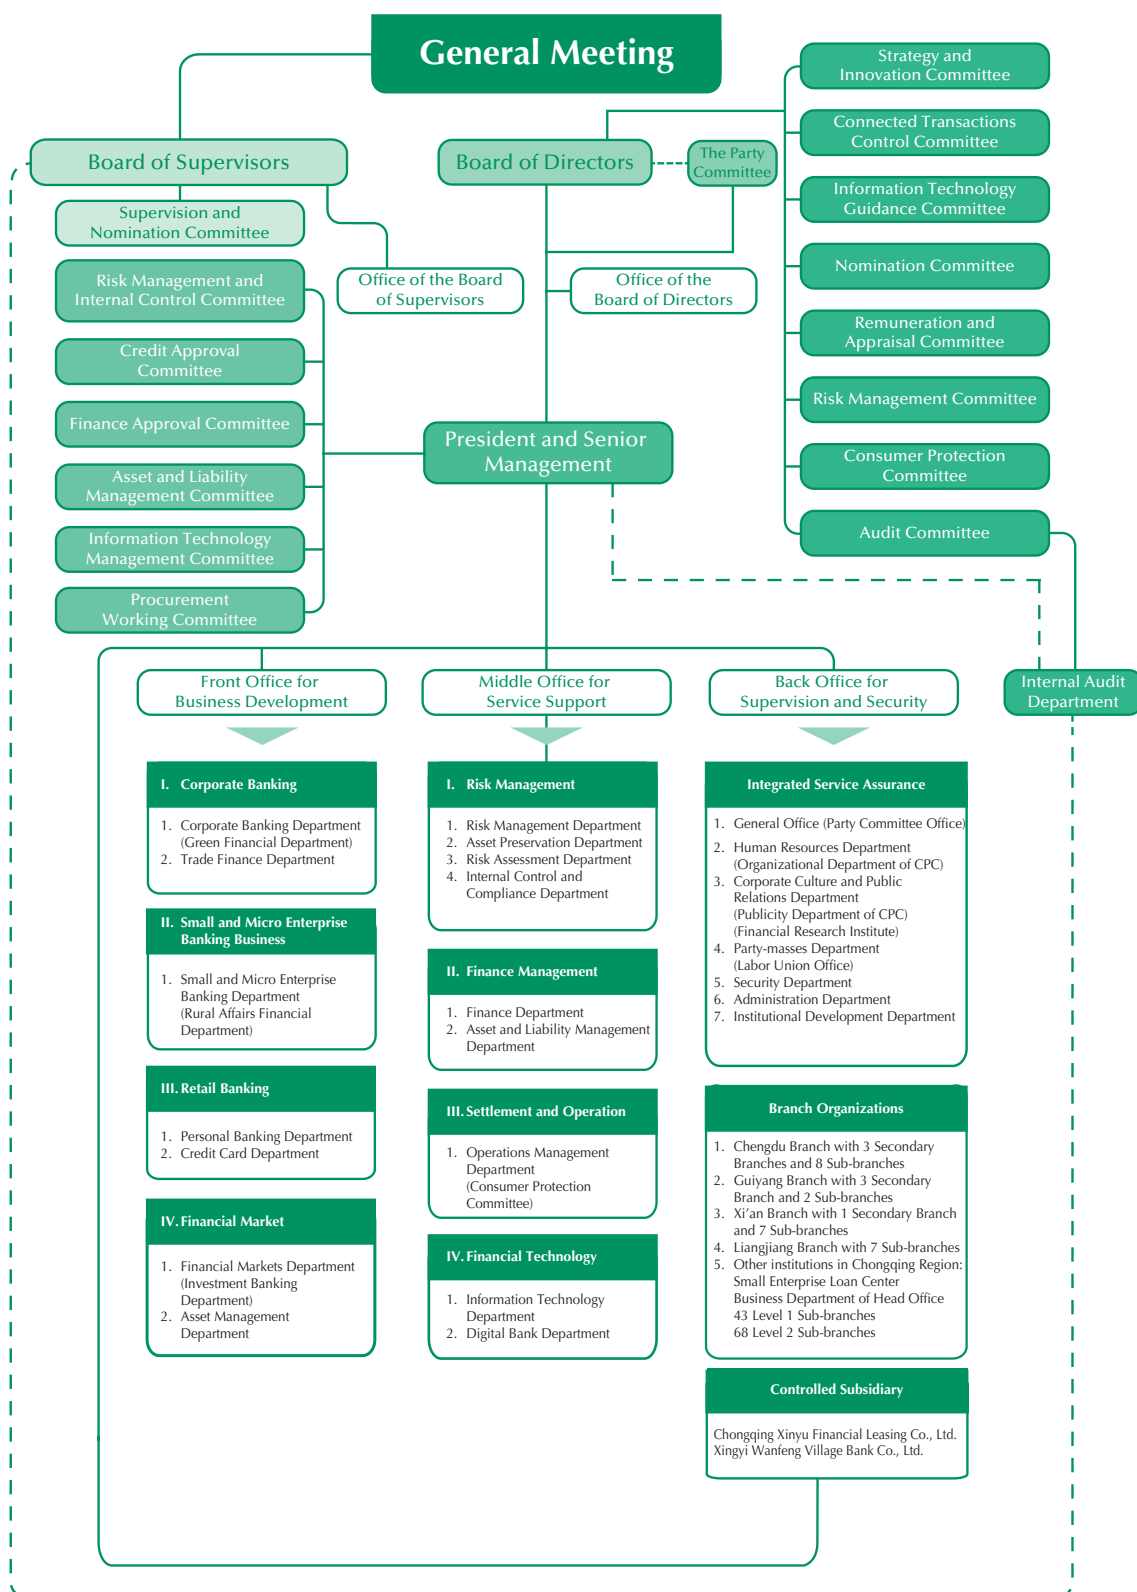 General Meeting
Strategy and
Innovation Committee
Connected Transactions
Control Committee
Information Technology
Guidance Committee
Nomination Committee
Remuneration and
Appraisal Committee
Risk Management Committee
Consumer Protection
Committee
Audit Committee
Board of Supervisors
Board of Directors
The Party
Committee
Supervision and
Nomination Committee
Office of the Board
of Supervisors
Office of the
Board of Directors
Risk Management and
Internal Control Committee
Credit Approval
Committee
Finance Approval Committee
Asset and Liability
Management Committee
Information Technology
Management Committee
Procurement
Working Committee
President and Senior
Management
Front Office for
Business Development
Middle Office for
Service Support
Back Office for
Supervision and Security
Internal Audit
Department
I. Corporate Banking
1. Corporate Banking Department
(Green Financial Department)
2. Trade Finance Department
II. Small and Micro Enterprise
Banking Business
1. Small and Micro Enterprise
Banking Department
(Rural Affairs Financial
Department)
III. Retail Banking
1. Personal Banking Department
2. Credit Card Department
IV. Financial Market
1. Financial Markets Department
(Investment Banking
Department)
2. Asset Management
Department
I. Risk Management
1. Risk Management Department
2. Asset Preservation Department
3. Risk Assessment Department
4. Internal Control and
Compliance Department
II. Finance Management
1. Finance Department
2. Asset and Liability Management
Department
III. Settlement and Operation
1. Operations Management
Department
(Consumer Protection
Committee)
IV. Financial Technology
1. Information Technology
Department
2. Digital Bank Department
Integrated Service Assurance
1. General Office (Party Committee Office)
2. Human Resources Department
(Organizational Department of CPC)
3. Corporate Culture and Public
Relations Department
(Publicity Department of CPC)
(Financial Research Institute)
4. Party-masses Department
(Labor Union Office)
5. Security Department
6. Administration Department
7. Institutional Development Department
Branch Organizations
1. Chengdu Branch with 3 Secondary
Branches and 8 Sub-branches
2. Guiyang Branch with 3 Secondary
Branch and 2 Sub-branches
3. Xi’an Branch with 1 Secondary Branch
and 7 Sub-branches
4. Liangjiang Branch with 7 Sub-branches
5. Other institutions in Chongqing Region:
Small Enterprise Loan Center
Business Department of Head Office
43 Level 1 Sub-branches
68 Level 2 Sub-branches
Controlled Subsidiary
Chongqing Xinyu Financial Leasing Co., Ltd.
Xingyi Wanfeng Village Bank Co., Ltd.